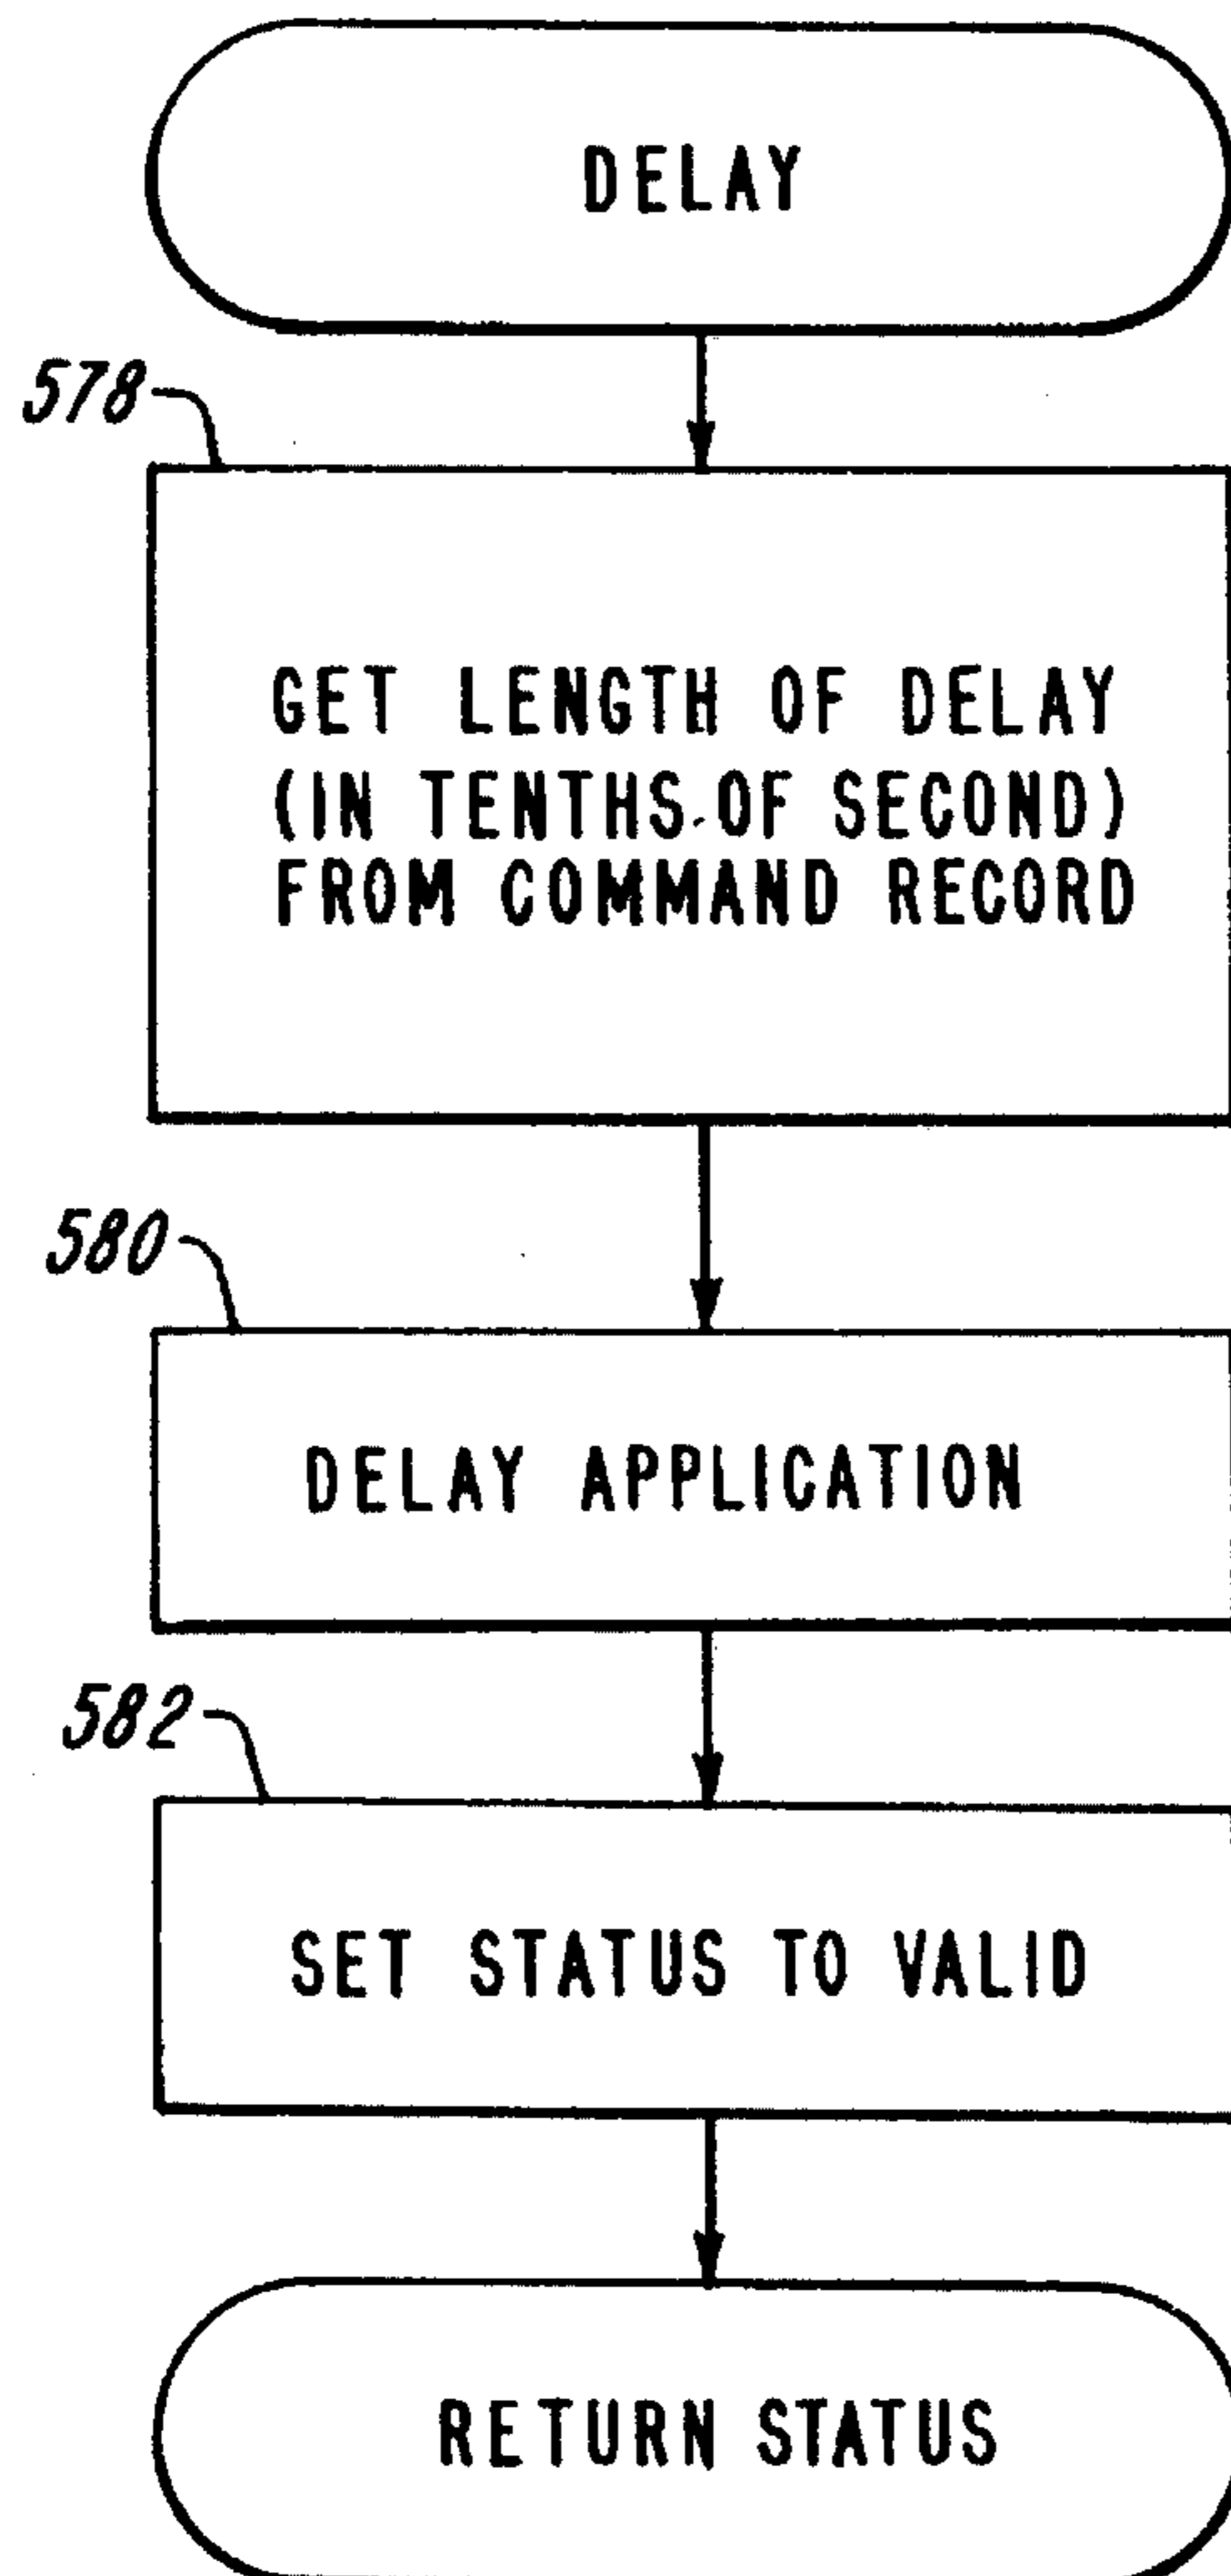 DELAY
578
GET LENGTH OF DELAY
(IN TENTHS OF SECOND)
FROM COMMAND RECORD
580
DELAY APPLICATION
582
SET STATUS TO VALID
RETURN STATUS